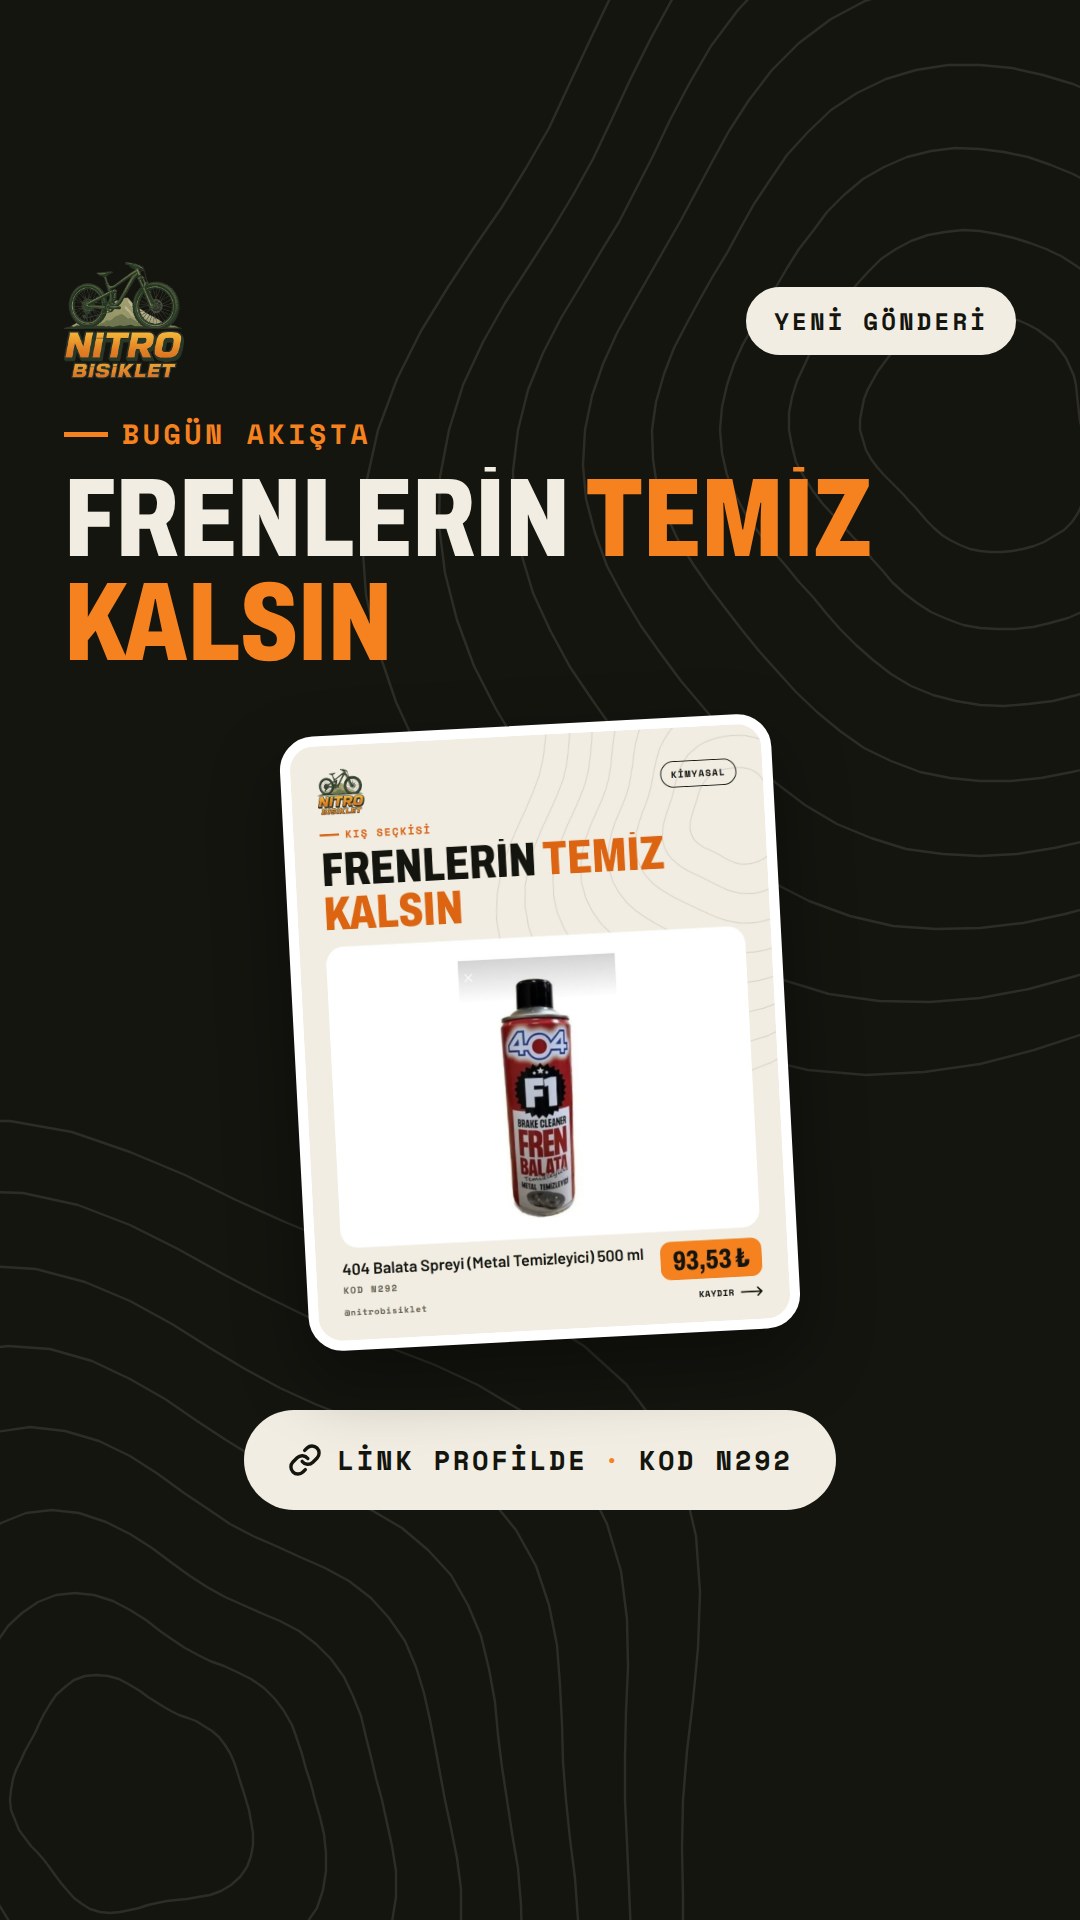 NiTRO
BiSiKLET
YENİ GÖNDERİ
BUGÜN AKIŞTA
FRENLERİN TEMİZ
KALSIN
NiTRO
BiSiKLET
KİMYASAL
KIŞ SEÇKİSİ
FRENLERİN TEMİZ
KALSIN
404
F1
BRAKE CLEANER
FREN
BALATA
Temizleyici
METAL TEMİZLEYİCİ
404 Balata Spreyi (Metal Temizleyici) 500 ml
93,53 ₺
KOD N292
KAYDIR
@nitrobisiklet
LİNK PROFİLDE · KOD N292